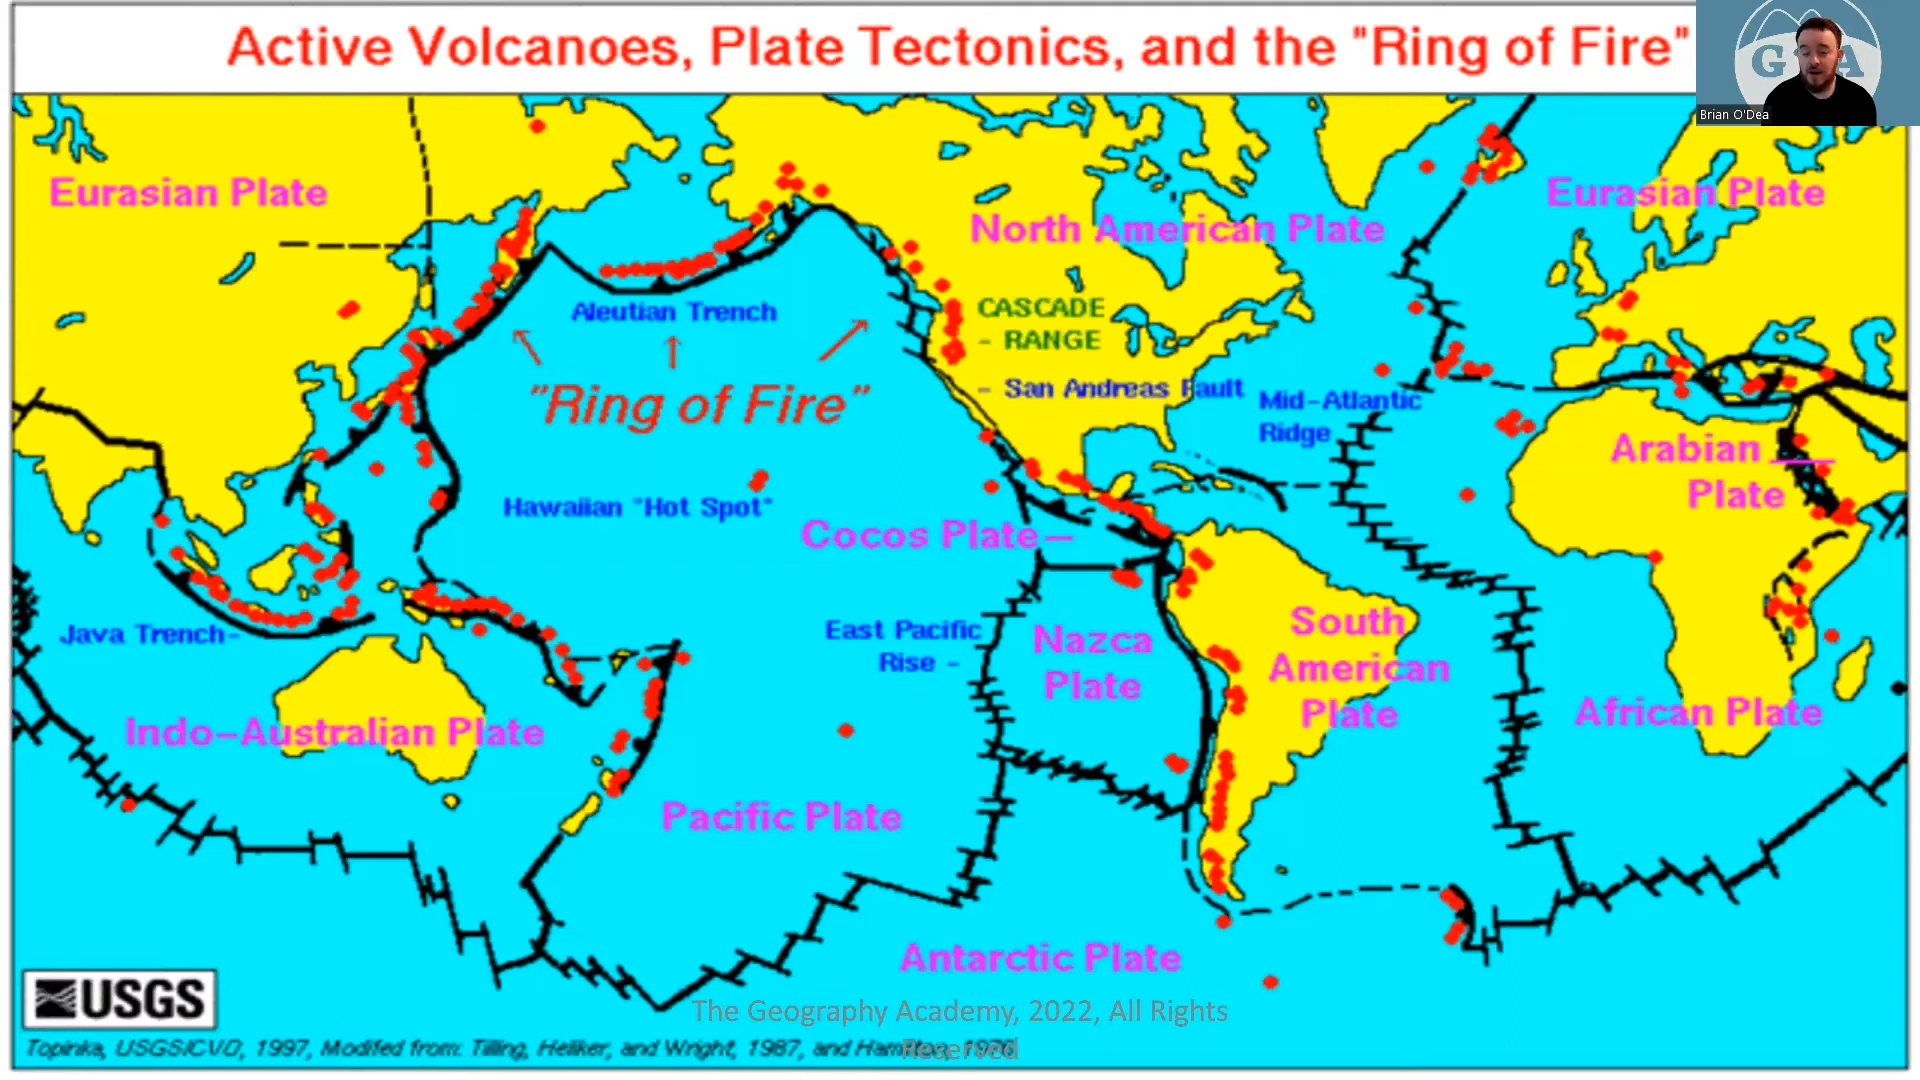 Active Volcanoes, Plate Tectonics, and the "Ring of Fire"
Brian O'Dea
Eurasian Plate
North American Plate
Eurasian Plate
Aleutian Trench
CASCADE
- RANGE
"Ring of Fire"
- San Andreas Fault
Mid-Atlantic
Ridge
Arabian
Plate
Hawaiian "Hot Spot"
Cocos Plate
Java Trench-
East Pacific
Rise -
Nazca
Plate
South
American
Plate
African Plate
Indo-Australian Plate
Pacific Plate
Antarctic Plate
USGS
The Geography Academy, 2022, All Rights
Reserved
Topinka, USGS/CVO, 1997, Modified from: Tilling, Heliker, and Wright, 1987, and Hamilton, 1976